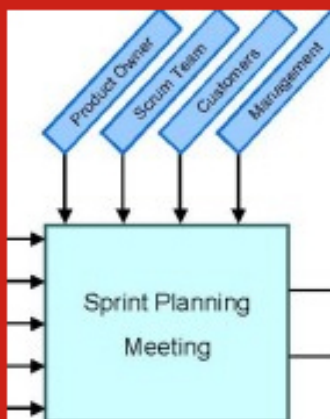 Product Owner
Scrum Team
Customers
Management
Sprint Planning
Meeting